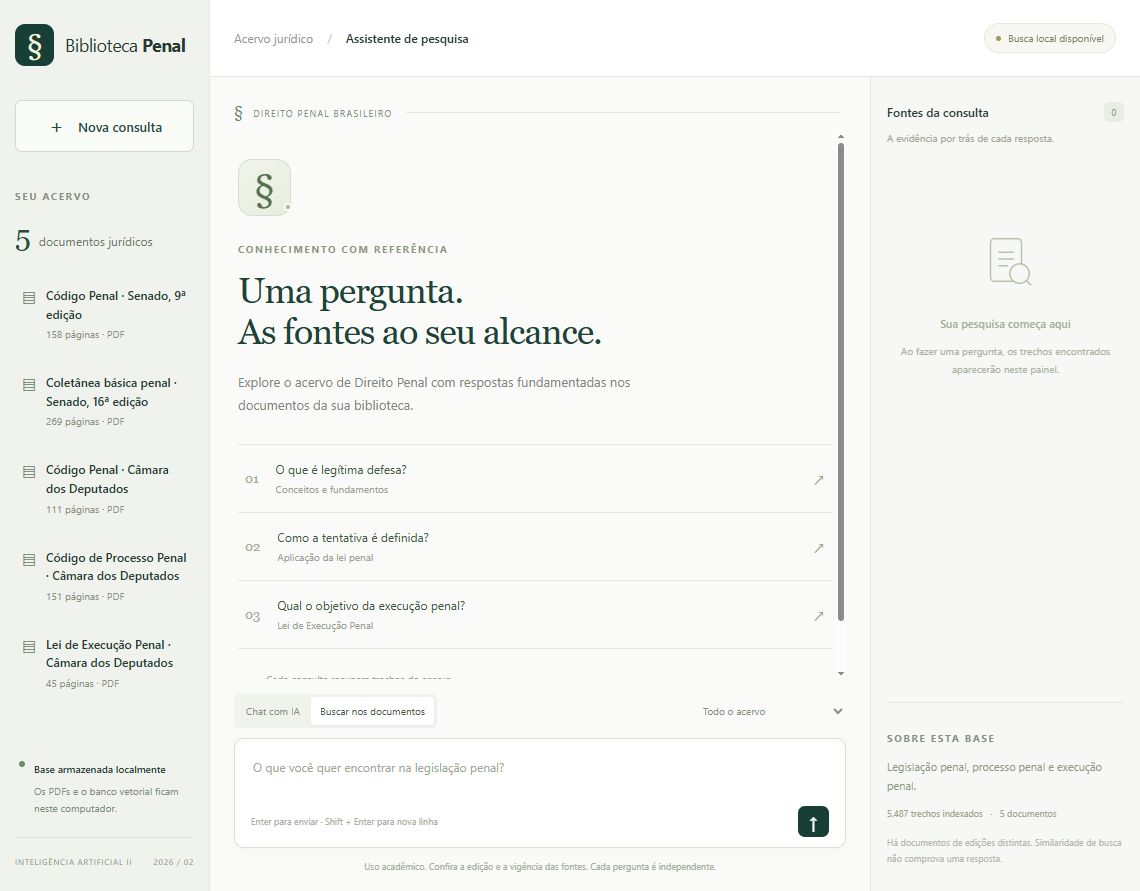 § Biblioteca Penal
+ Nova consulta
SEU ACERVO
5 documentos jurídicos
Código Penal · Senado, 9ª
edição
158 páginas · PDF
Coletânea básica penal ·
Senado, 16ª edição
269 páginas · PDF
Código Penal · Câmara
dos Deputados
111 páginas · PDF
Código de Processo Penal
· Câmara dos Deputados
151 páginas · PDF
Lei de Execução Penal ·
Câmara dos Deputados
45 páginas · PDF
Base armazenada localmente
Os PDFs e o banco vetorial ficam
neste computador.
INTELIGÊNCIA ARTIFICIAL II 2026 / 02
Acervo jurídico / Assistente de pesquisa
Busca local disponível
§ DIREITO PENAL BRASILEIRO
§
CONHECIMENTO COM REFERÊNCIA
Uma pergunta.
As fontes ao seu alcance.
Explore o acervo de Direito Penal com respostas fundamentadas nos
documentos da sua biblioteca.
01 O que é legítima defesa? ↗
Conceitos e fundamentos
02 Como a tentativa é definida? ↗
Aplicação da lei penal
03 Qual o objetivo da execução penal? ↗
Lei de Execução Penal
Cada consulta recupera trechos do acervo
Chat com IA Buscar nos documentos Todo o acervo
O que você quer encontrar na legislação penal?
Enter para enviar · Shift + Enter para nova linha ↑
Uso acadêmico. Confira a edição e a vigência das fontes. Cada pergunta é independente.
Fontes da consulta 0
A evidência por trás de cada resposta.
Sua pesquisa começa aqui
Ao fazer uma pergunta, os trechos encontrados
aparecerão neste painel.
SOBRE ESTA BASE
Legislação penal, processo penal e execução
penal.
5.487 trechos indexados · 5 documentos
Há documentos de edições distintas. Similaridade de busca
não comprova uma resposta.